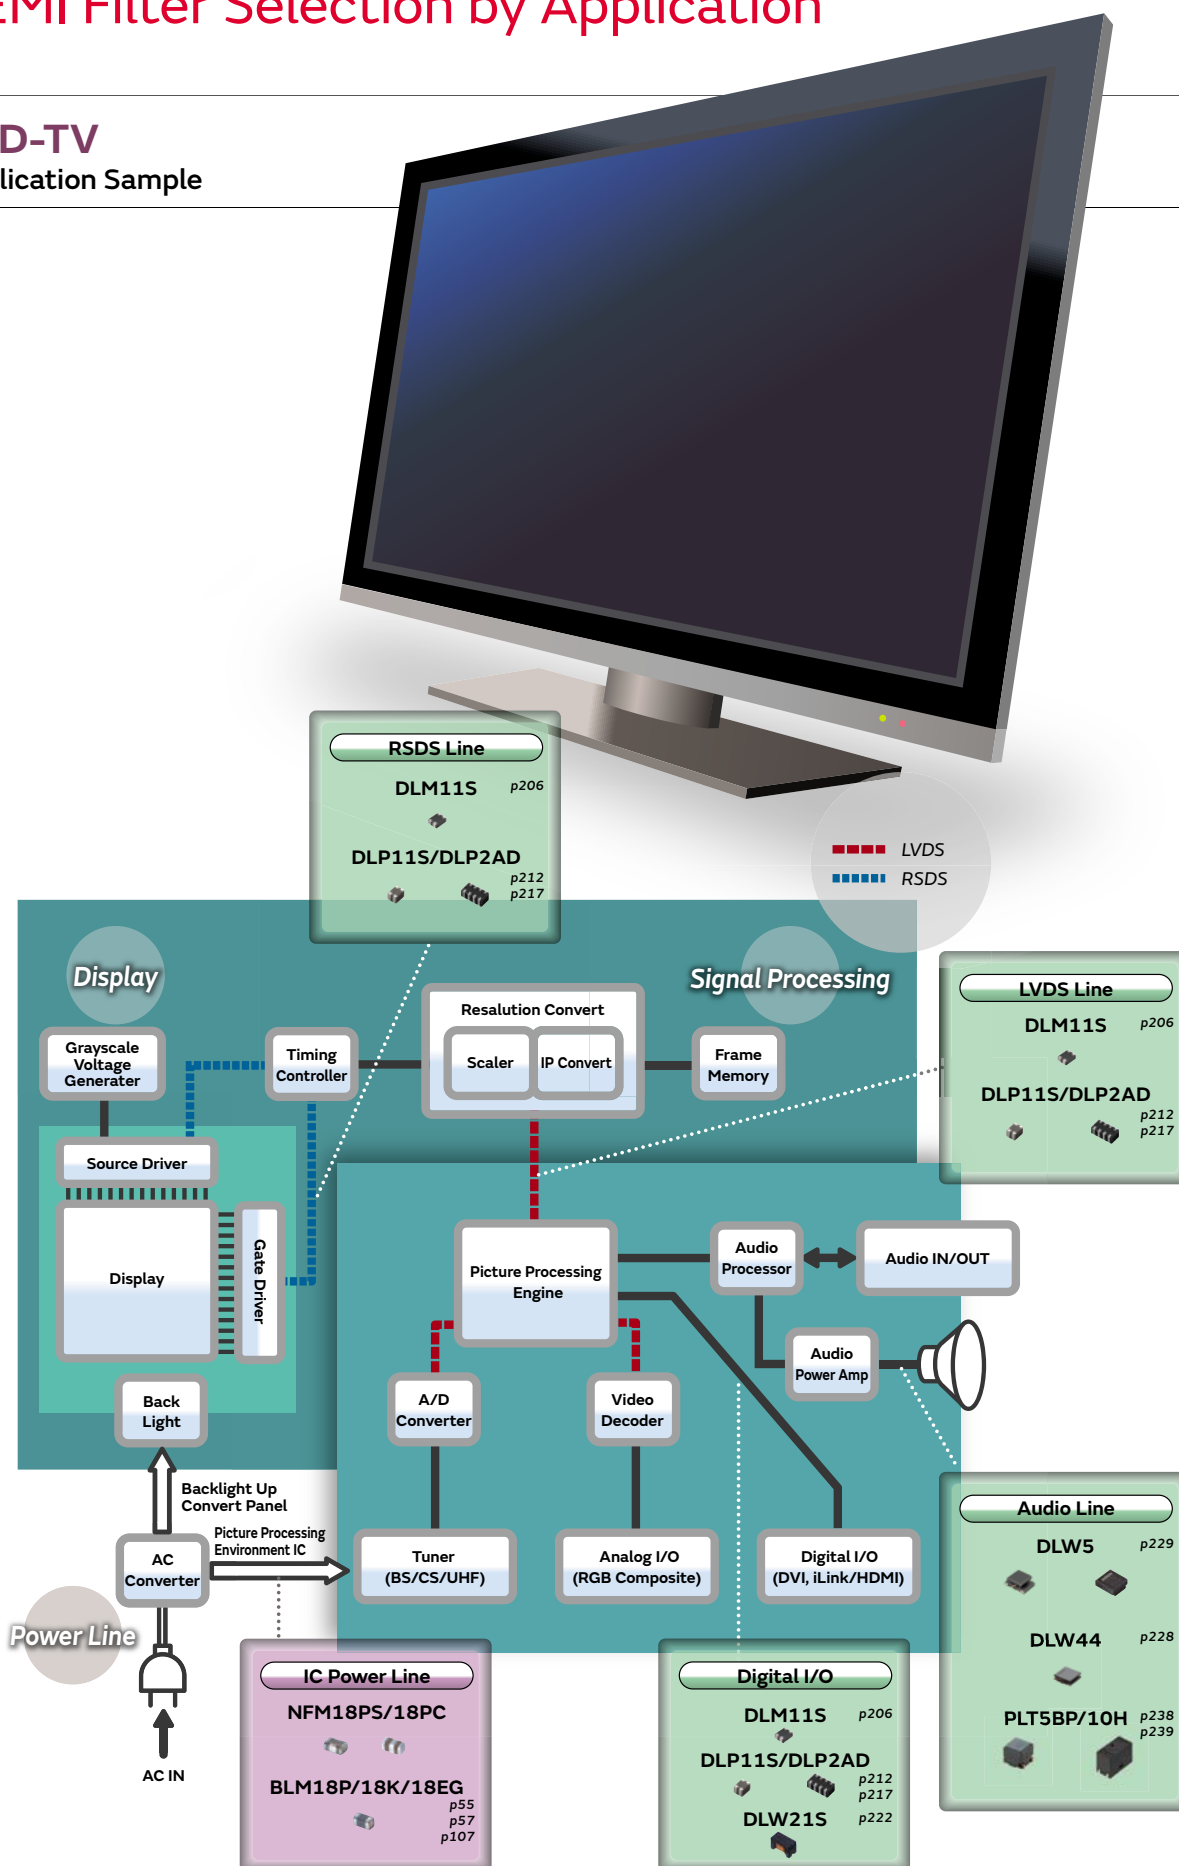 EMI Filter Selection by Application
D-TV
lication Sample
RSDS Line
DLM11S p206
DLP11S/DLP2AD
p212
p217
LVDS
RSDS
Display
Signal Processing
LVDS Line
DLM11S p206
DLP11S/DLP2AD
p212
p217
Grayscale
Voltage
Generater
Timing
Controller
Resalution Convert
Scaler
IP Convert
Frame
Memory
Source Driver
Display
Gate Driver
Back
Light
Picture Processing
Engine
Audio
Processor
Audio IN/OUT
Audio
Power Amp
A/D
Converter
Video
Decoder
Backlight Up
Convert Panel
Picture Processing
Environment IC
AC
Converter
Tuner
(BS/CS/UHF)
Analog I/O
(RGB Composite)
Digital I/O
(DVI, iLink/HDMI)
Power Line
AC IN
Audio Line
DLW5 p229
DLW44 p228
PLT5BP/10H p238
p239
IC Power Line
NFM18PS/18PC
BLM18P/18K/18EG
p55
p57
p107
Digital I/O
DLM11S p206
DLP11S/DLP2AD
p212
p217
DLW21S p222